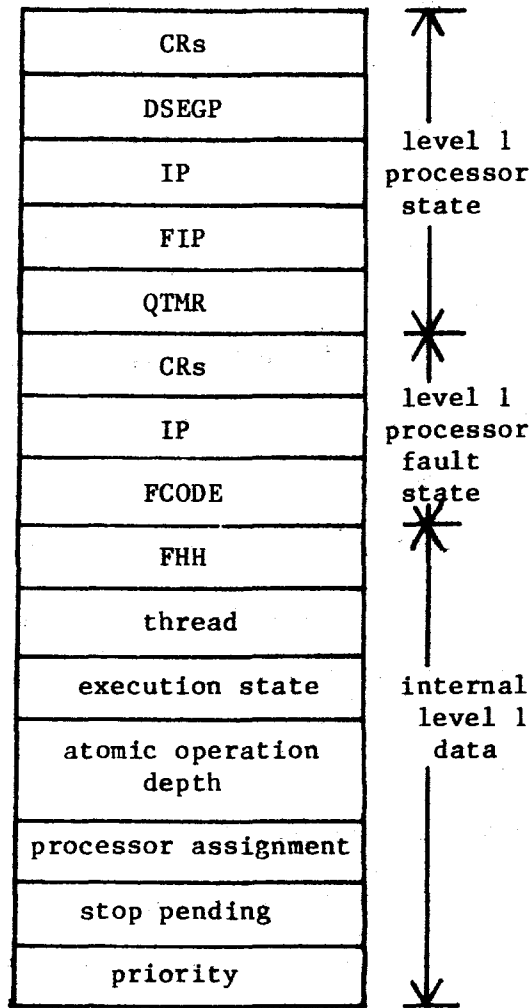 CRs
DSEGP
IP
FIP
QTMR
level 1
processor
state
CRs
IP
FCODE
level 1
processor
fault
state
FHH
thread
execution state
atomic operation
depth
processor assignment
stop pending
priority
internal
level 1
data